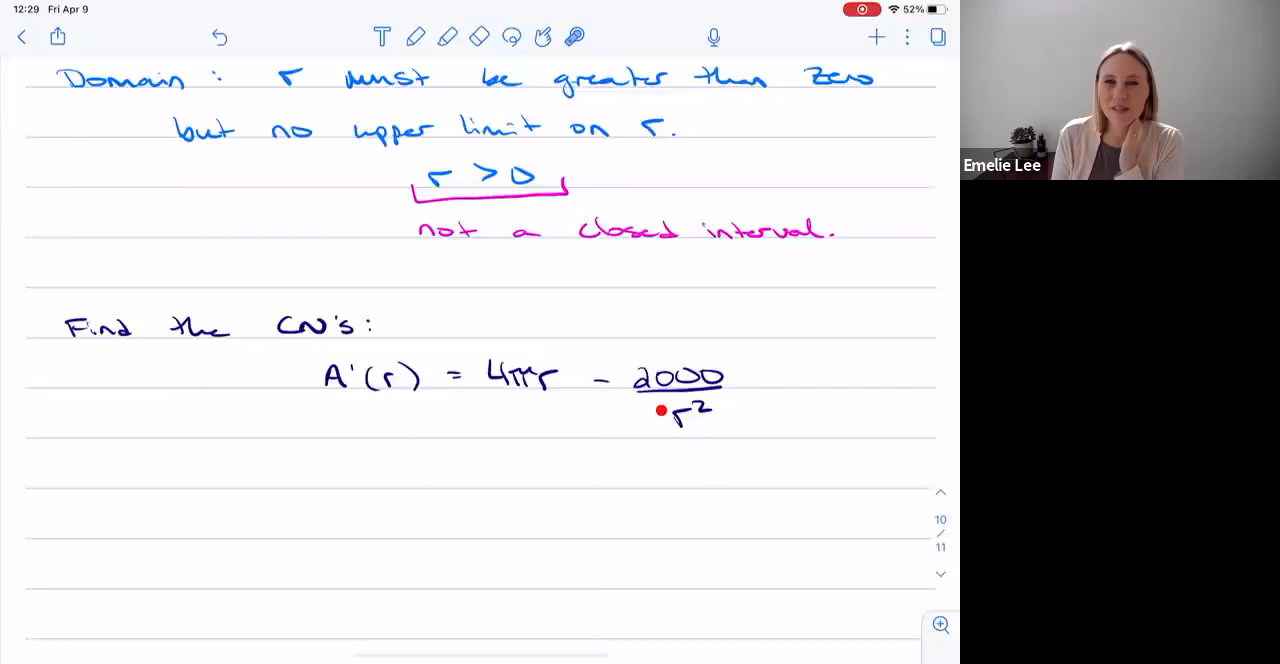 12:29 Fri Apr 9
52%
Domain : r must be greater than zero
but no upper limit on r.
r > 0
not a closed interval.
Find the CN's :
A'(r) = 4πr - 2000
r²
10
/
11
Emelie Lee